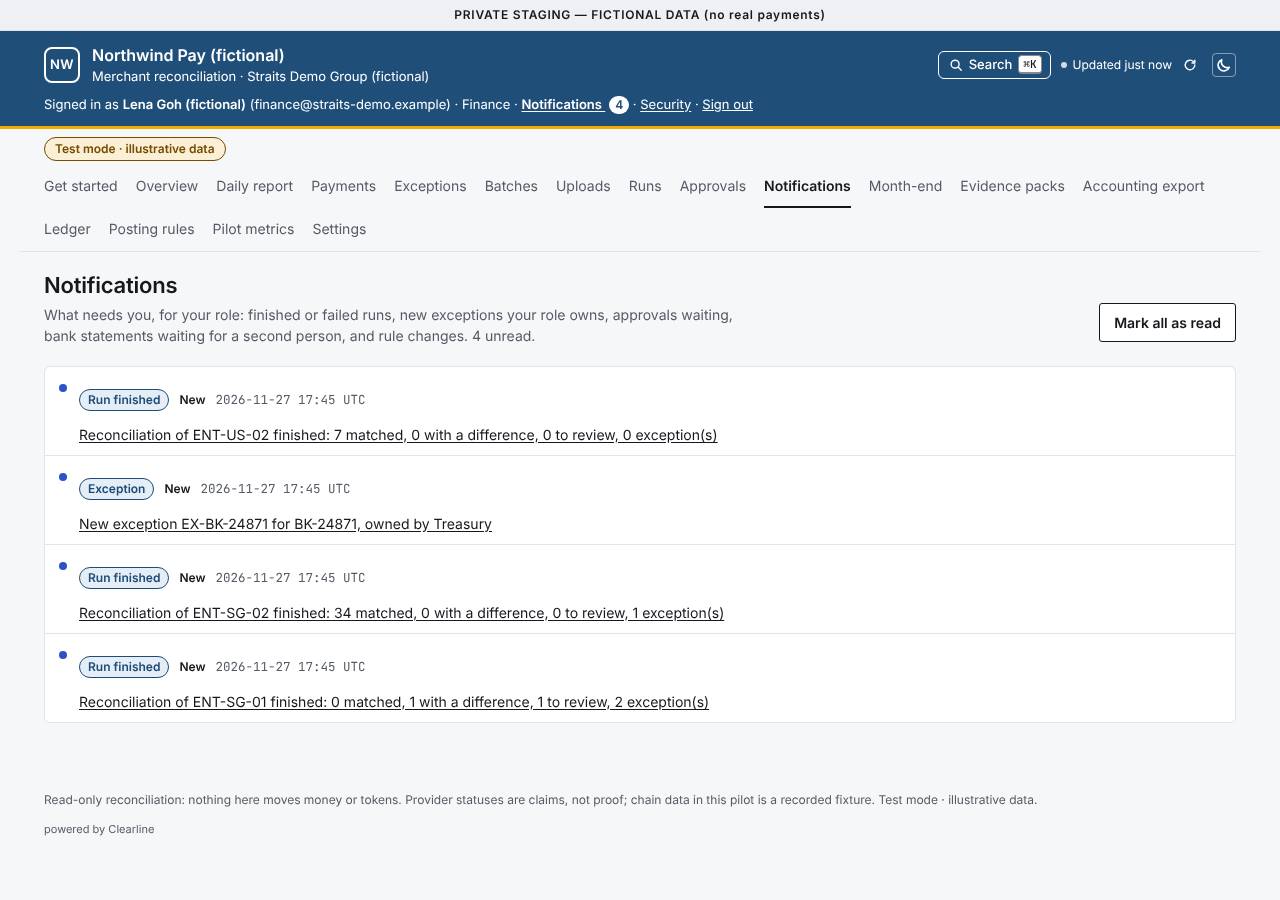 PRIVATE STAGING — FICTIONAL DATA (no real payments)
NW
Northwind Pay (fictional)
Merchant reconciliation · Straits Demo Group (fictional)
Search ⌘K
Updated just now
Signed in as Lena Goh (fictional) (finance@straits-demo.example) · Finance · Notifications 4 · Security · Sign out
Test mode · illustrative data
Get started Overview Daily report Payments Exceptions Batches Uploads Runs Approvals Notifications Month-end Evidence packs Accounting export
Ledger Posting rules Pilot metrics Settings
Notifications
What needs you, for your role: finished or failed runs, new exceptions your role owns, approvals waiting,
bank statements waiting for a second person, and rule changes. 4 unread.
Mark all as read
Run finished New 2026-11-27 17:45 UTC
Reconciliation of ENT-US-02 finished: 7 matched, 0 with a difference, 0 to review, 0 exception(s)
Exception New 2026-11-27 17:45 UTC
New exception EX-BK-24871 for BK-24871, owned by Treasury
Run finished New 2026-11-27 17:45 UTC
Reconciliation of ENT-SG-02 finished: 34 matched, 0 with a difference, 0 to review, 1 exception(s)
Run finished New 2026-11-27 17:45 UTC
Reconciliation of ENT-SG-01 finished: 0 matched, 1 with a difference, 1 to review, 2 exception(s)
Read-only reconciliation: nothing here moves money or tokens. Provider statuses are claims, not proof; chain data in this pilot is a recorded fixture. Test mode · illustrative data.
powered by Clearline